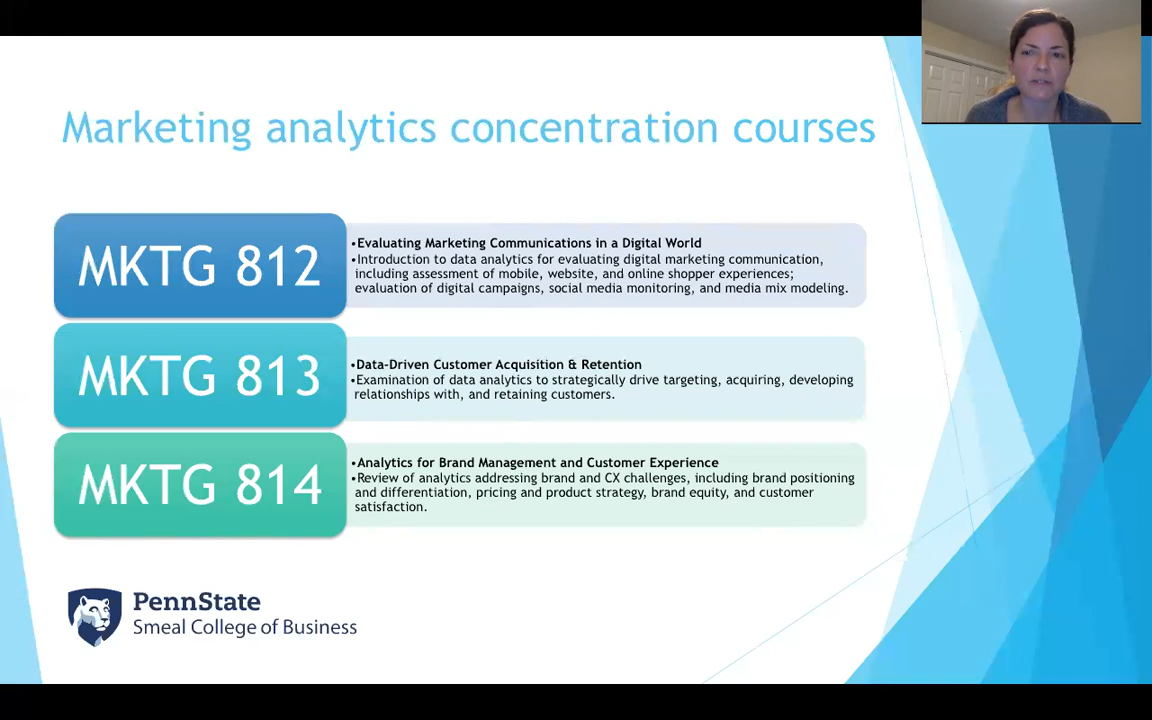 Marketing analytics concentration courses
MKTG 812
•Evaluating Marketing Communications in a Digital World
•Introduction to data analytics for evaluating digital marketing communication,
including assessment of mobile, website, and online shopper experiences;
evaluation of digital campaigns, social media monitoring, and media mix modeling.
MKTG 813
•Data-Driven Customer Acquisition & Retention
•Examination of data analytics to strategically drive targeting, acquiring, developing
relationships with, and retaining customers.
MKTG 814
•Analytics for Brand Management and Customer Experience
•Review of analytics addressing brand and CX challenges, including brand positioning
and differentiation, pricing and product strategy, brand equity, and customer
satisfaction.
PennState
Smeal College of Business